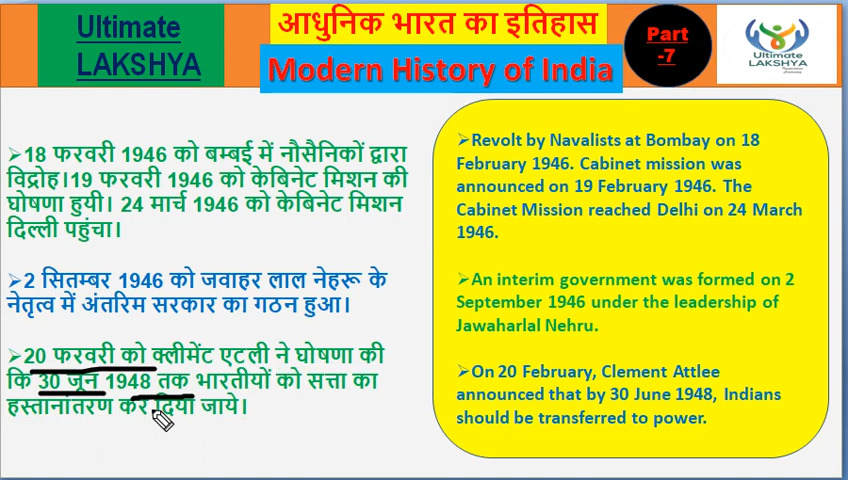 Ultimate
LAKSHYA
आधुनिक भारत का इतिहास
Modern History of India
Part
-7
Ultimate
LAKSHYA
➢18 फरवरी 1946 को बम्बई में नौसैनिकों द्वारा
विद्रोह।19 फरवरी 1946 को केबिनेट मिशन की
घोषणा हुयी। 24 मार्च 1946 को केबिनेट मिशन
दिल्ली पहुंचा।
➢2 सितम्बर 1946 को जवाहर लाल नेहरू के
नेतृत्व में अंतरिम सरकार का गठन हुआ।
➢20 फरवरी को क्लीमेंट एटली ने घोषणा की
कि 30 जून 1948 तक भारतीयों को सत्ता का
हस्तानांतरण कर दिया जाये।
➢Revolt by Navalists at Bombay on 18
February 1946. Cabinet mission was
announced on 19 February 1946. The
Cabinet Mission reached Delhi on 24 March
1946.
➢An interim government was formed on 2
September 1946 under the leadership of
Jawaharlal Nehru.
➢On 20 February, Clement Attlee
announced that by 30 June 1948, Indians
should be transferred to power.